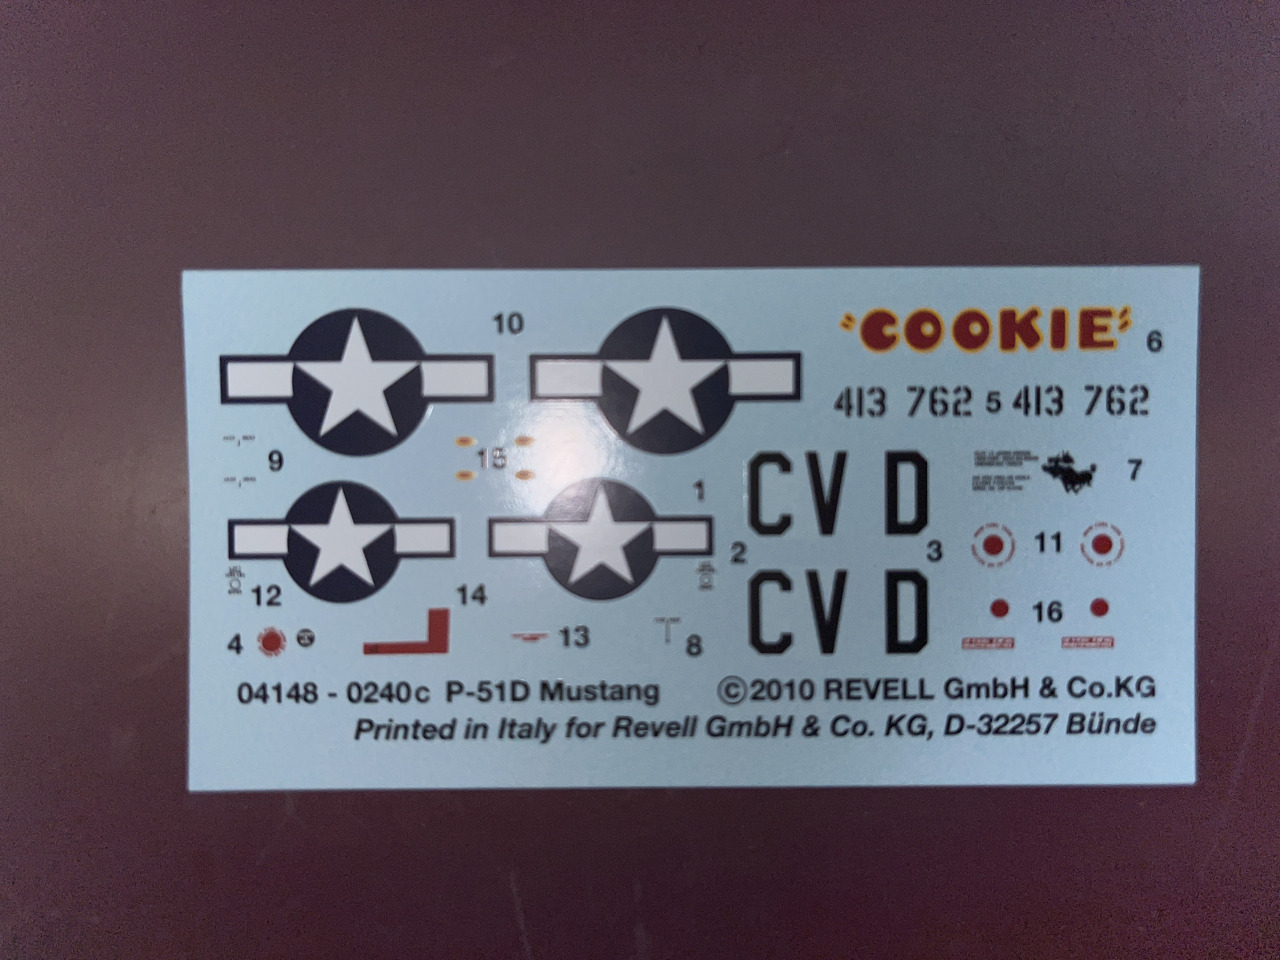 10
"COOKIE"
6
413 762 5 413 762
9
15
1
CV D
7
2
3
11
12
14
CV D
16
4
13
8
04148 - 0240c P-51D Mustang ©2010 REVELL GmbH & Co.KG
Printed in Italy for Revell GmbH & Co. KG, D-32257 Bünde